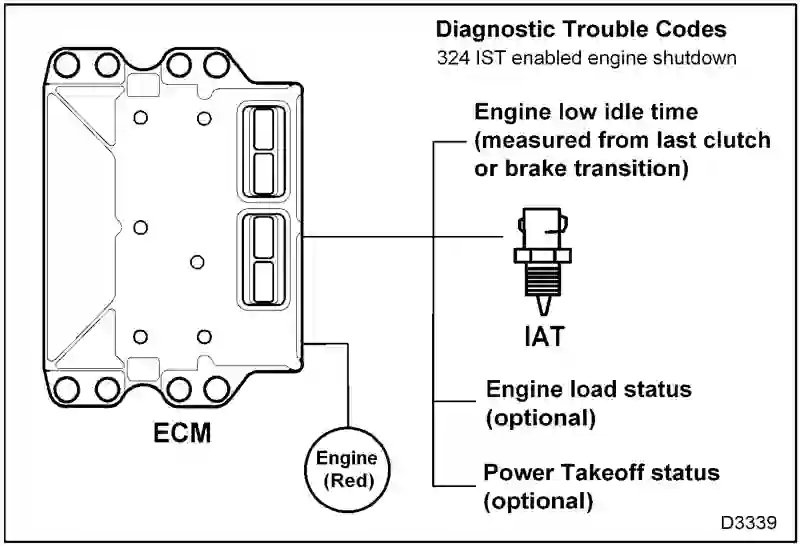 Diagnostic Trouble Codes
324 IST enabled engine shutdown
Engine low idle time
(measured from last clutch
or brake transition)
IAT
Engine load status
(optional)
ECM
Engine
(Red)
Power Takeoff status
(optional)
D3339